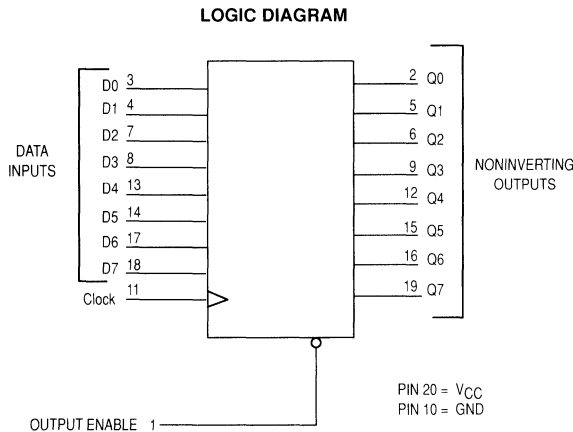 LOGIC DIAGRAM
DATA
INPUTS
D0 3
D1 4
D2 7
D3 8
D4 13
D5 14
D6 17
D7 18
Clock 11
2 Q0
5 Q1
6 Q2
9 Q3
12 Q4
15 Q5
16 Q6
19 Q7
NONINVERTING
OUTPUTS
OUTPUT ENABLE 1
PIN 20 = VCC
PIN 10 = GND